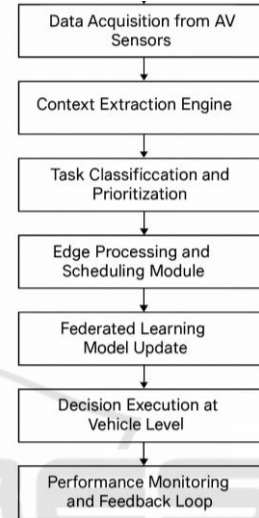 Data Acquisition from AV
Sensors
Context Extraction Engine
Task Classificcation and
Prioritization
Edge Processing and
Scheduling Module
Federated Learning
Model Update
Decision Execution at
Vehicle Level
Performance Monitoring
and Feedback Loop